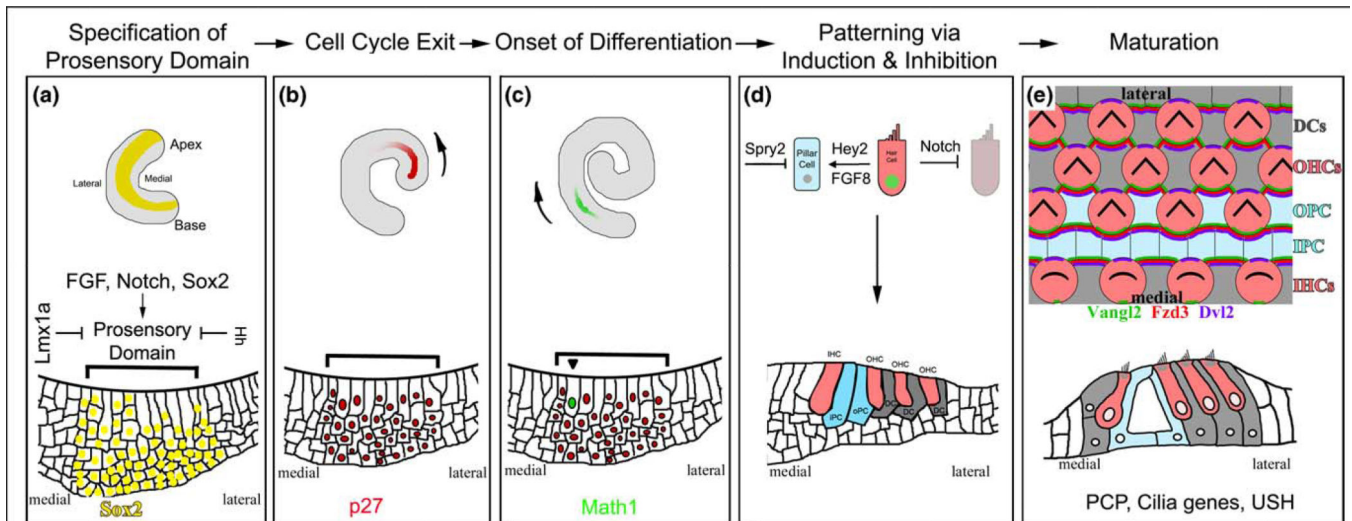 Specification of
Prosensory Domain
Cell Cycle Exit
Onset of Differentiation
Patterning via
Induction & Inhibition
Maturation
(a)
Apex
Lateral
Medial
Base
FGF, Notch, Sox2
Lmx1a
Prosensory
Domain
Hh
medial
lateral
Sox2
(b)
medial
lateral
p27
(c)
medial
lateral
Math1
(d)
Spry2
Pillar
Cell
Hey2
FGF8
Hair
Cell
Notch
IHC
OHC
OHC
OHC
iPC
oPC
DC
DC
DC
medial
lateral
(e)
lateral
DCs
OHCs
OPC
IPC
IHCs
medial
Vangl2 Fzd3 Dvl2
medial
lateral
PCP, Cilia genes, USH